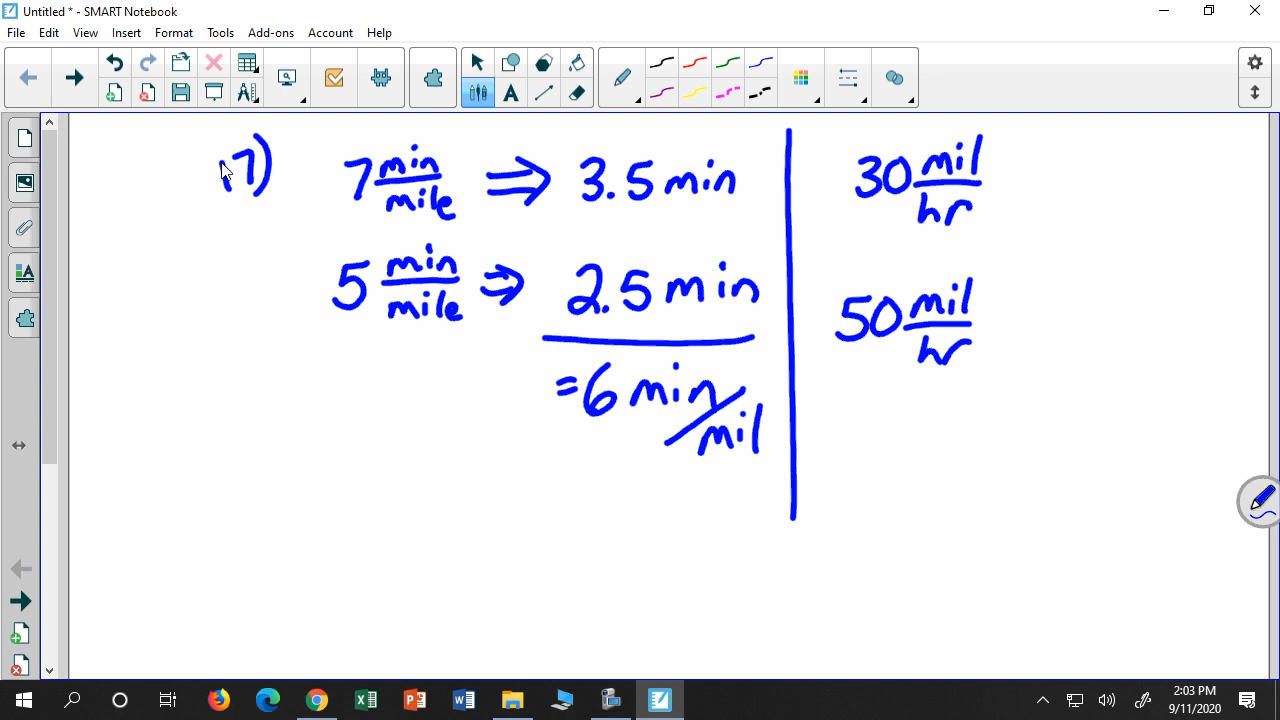 Untitled * - SMART Notebook
File Edit View Insert Format Tools Add-ons Account Help
17)
7 min/mile ⇒ 3.5 min
5 min/mile ⇒ 2.5 min
= 6 min/mil
30 mil/hr
50 mil/hr
2:03 PM
9/11/2020